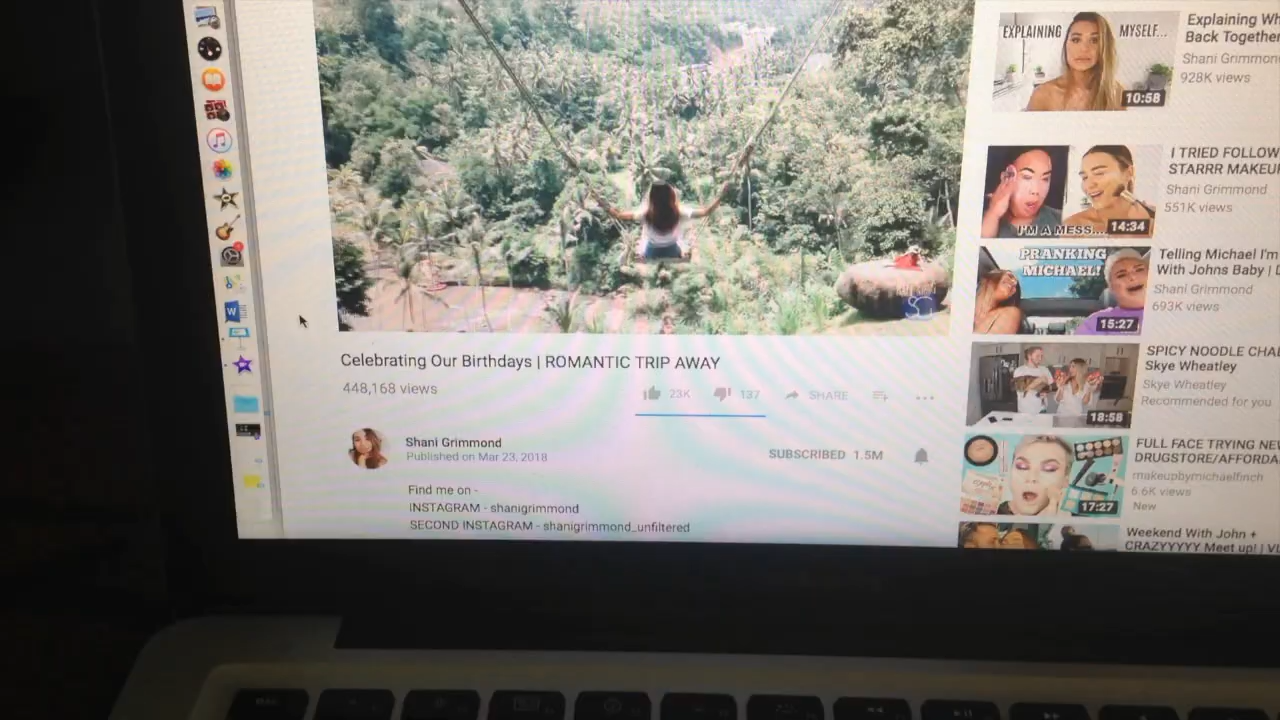 Celebrating Our Birthdays | ROMANTIC TRIP AWAY
448,168 views
23K
137
SHARE
Shani Grimmond
Published on Mar 23, 2018
SUBSCRIBED 1.5M
Find me on -
INSTAGRAM - shanigrimmond
SECOND INSTAGRAM - shanigrimmond_unfiltered
EXPLAINING MYSELF...
10:58
Explaining Wh
Back Together
Shani Grimmond
928K views
I'M A MESS...
14:34
I TRIED FOLLOW
STARRR MAKEU
Shani Grimmond
551K views
PRANKING
MICHAEL!
15:27
Telling Michael I'm
With Johns Baby |
Shani Grimmond
693K views
18:58
SPICY NOODLE CHAL
Skye Wheatley
Skye Wheatley
Recommended for you
17:27
FULL FACE TRYING NEW
DRUGSTORE/AFFORDA
makeupbymichaelfinch
6.6K views
New
Weekend With John +
CRAZYYYYY Meet up! | VL